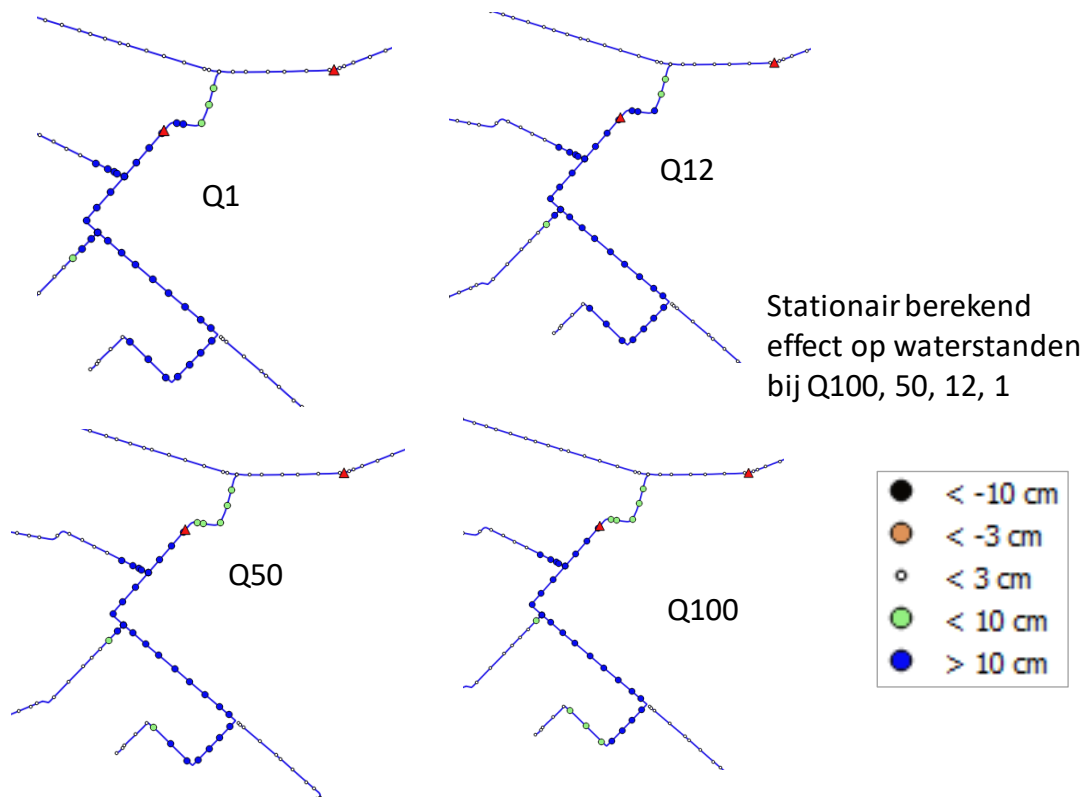 Q1
Q12
Stationair berekend
effect op waterstanden
bij Q100, 50, 12, 1
Q50
Q100
< -10 cm
< -3 cm
< 3 cm
< 10 cm
> 10 cm